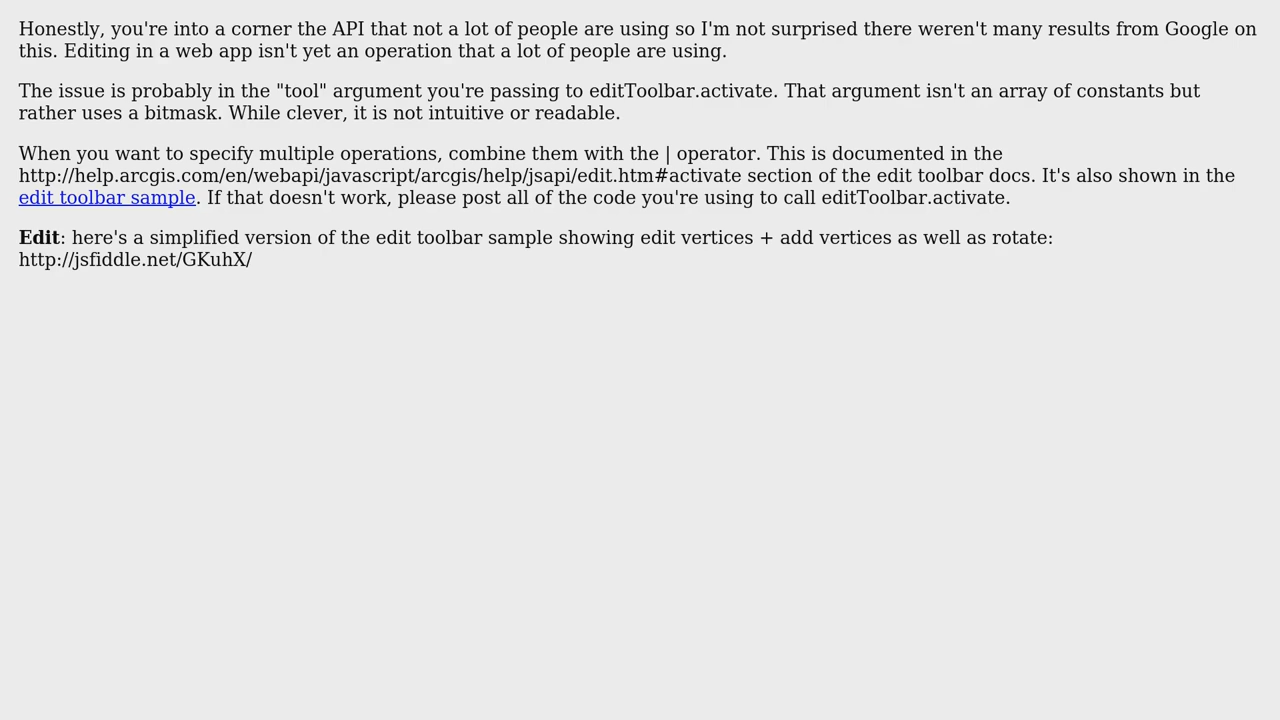 Honestly, you're into a corner the API that not a lot of people are using so I'm not surprised there weren't many results from Google on
this. Editing in a web app isn't yet an operation that a lot of people are using.
The issue is probably in the "tool" argument you're passing to editToolbar.activate. That argument isn't an array of constants but
rather uses a bitmask. While clever, it is not intuitive or readable.
When you want to specify multiple operations, combine them with the | operator. This is documented in the
http://help.arcgis.com/en/webapi/javascript/arcgis/help/jsapi/edit.htm#activate section of the edit toolbar docs. It's also shown in the
edit toolbar sample. If that doesn't work, please post all of the code you're using to call editToolbar.activate.
Edit: here's a simplified version of the edit toolbar sample showing edit vertices + add vertices as well as rotate:
http://jsfiddle.net/GKuhX/